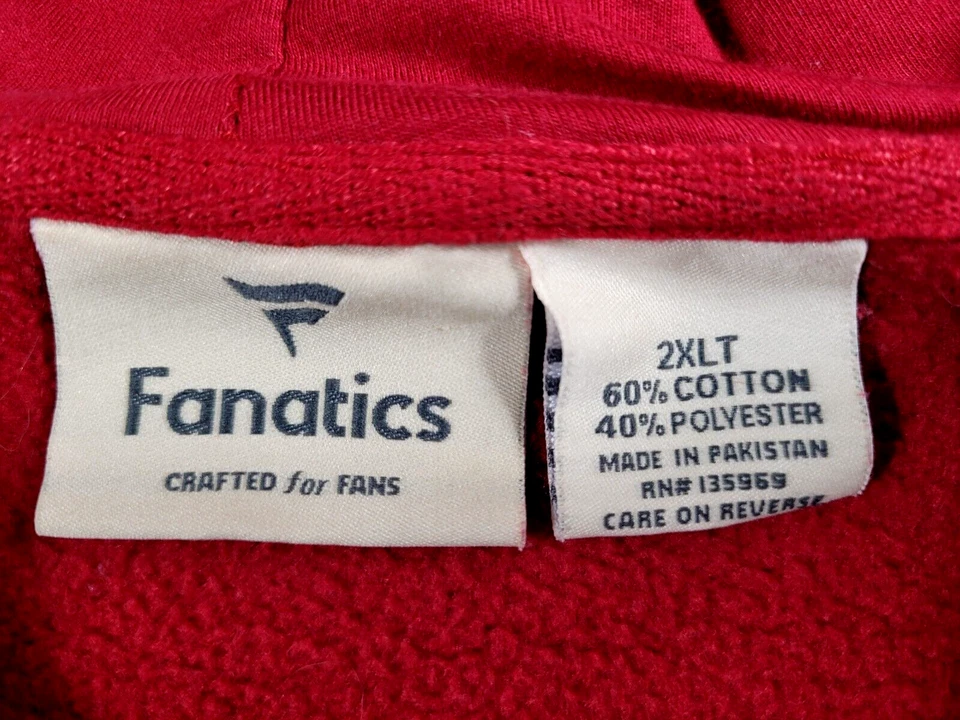 Fanatics
CRAFTED for FANS
2XLT
60% COTTON
40% POLYESTER
MADE IN PAKISTAN
RN# 135969
CARE ON REVERSE